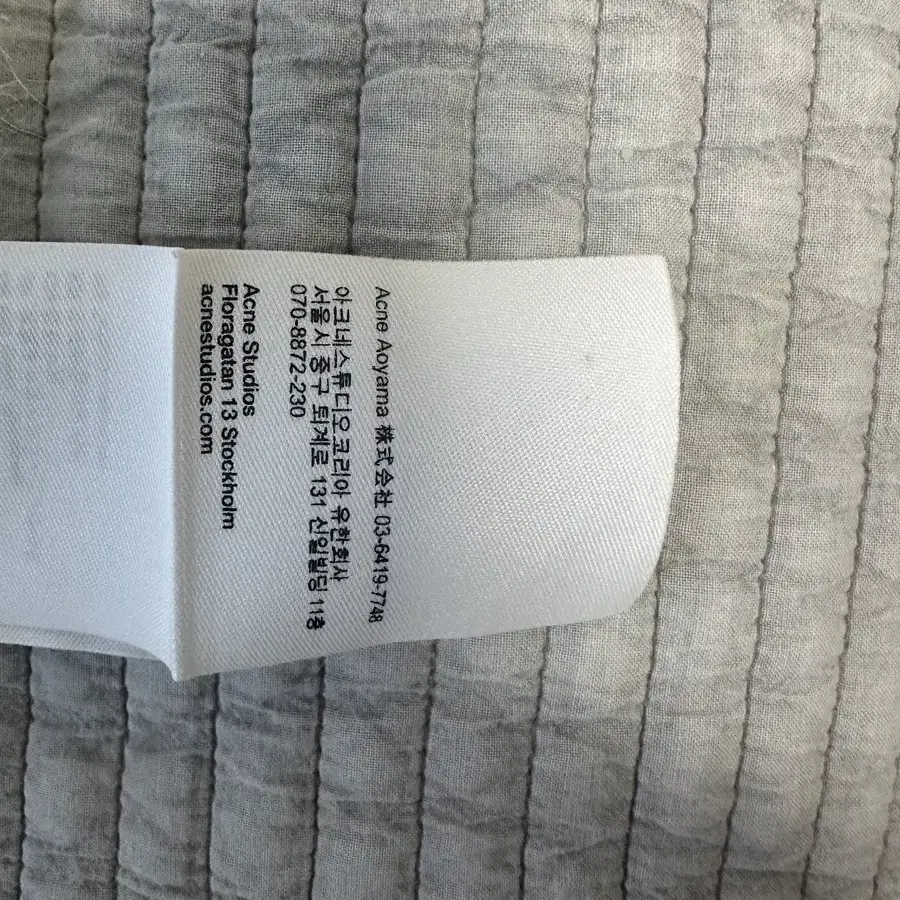 Acne Aoyama 株式会社 03-6419-7748
아크네스튜디오코리아 유한회사
서울시 중구 퇴계로 131 신일빌딩 11층
070-8872-230
Acne Studios
Floragatan 13 Stockholm
acnestudios.com